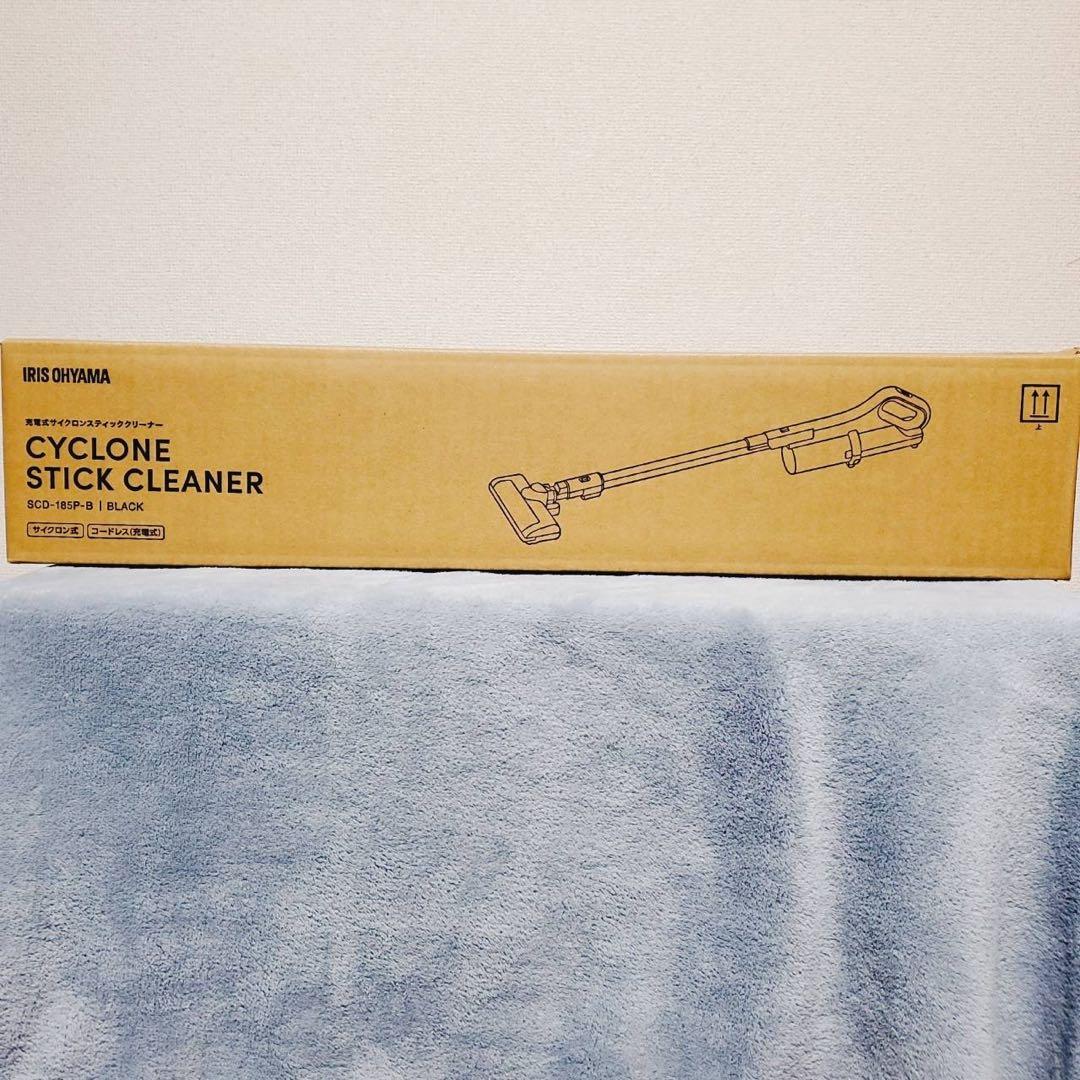 IRIS OHYAMA
充電式サイクロンスティッククリーナー
CYCLONE
STICK CLEANER
SCD-185P-B | BLACK
サイクロン式 コードレス(充電式)
上